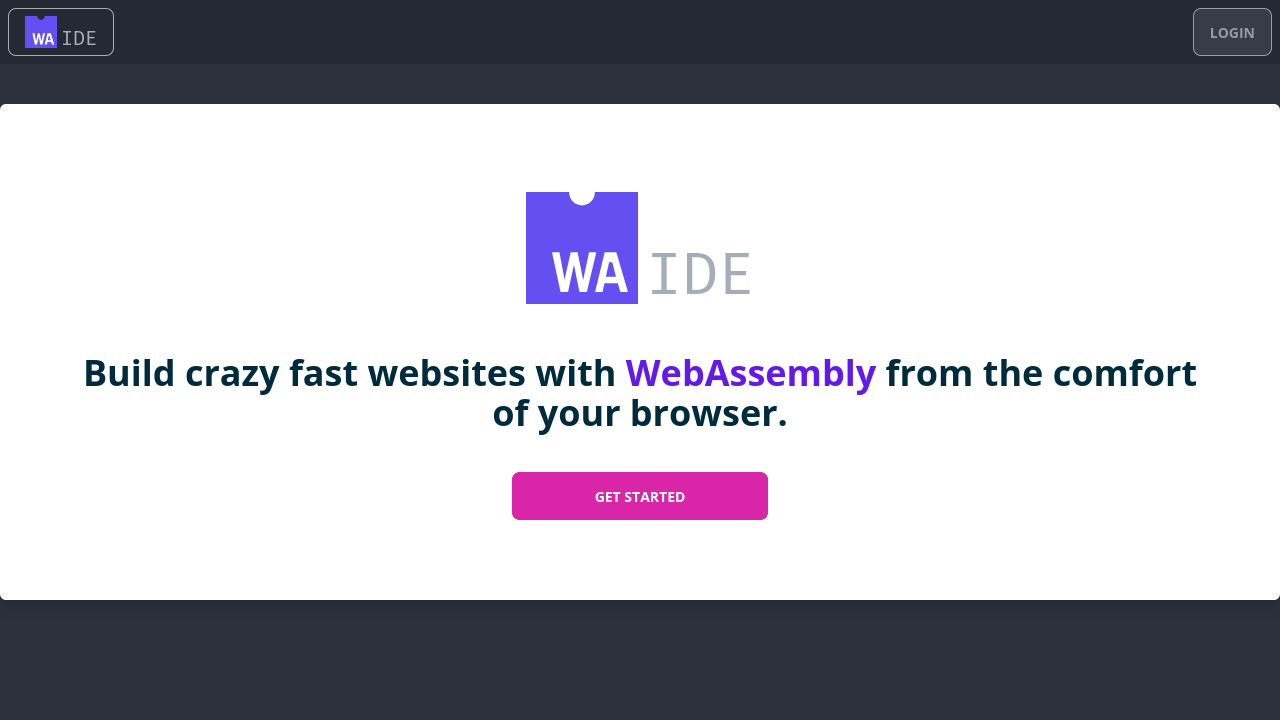 WA IDE
LOGIN
WA IDE
Build crazy fast websites with WebAssembly from the comfort
of your browser.
GET STARTED